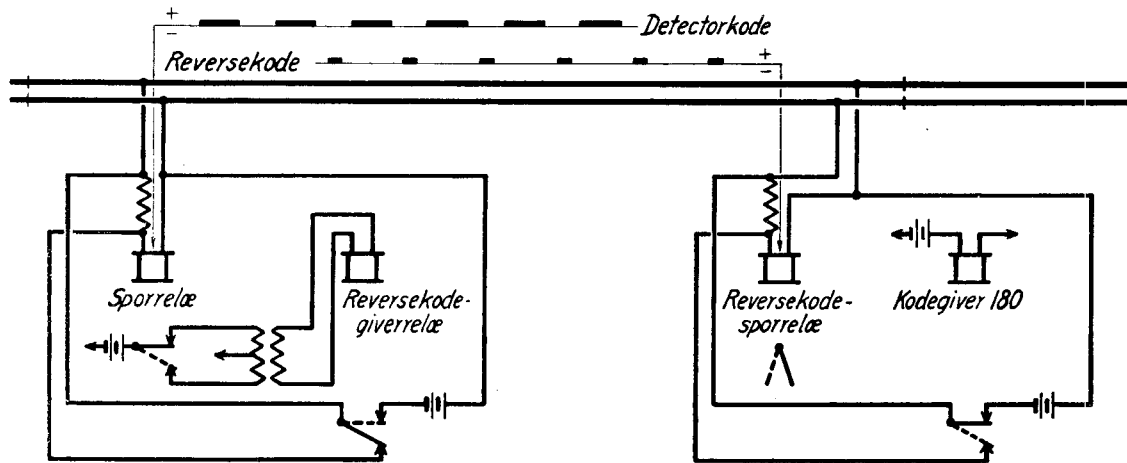 +
−
Detectorkode
Reversekode
+
−
Sporrelæ
Reversekode-
giverrelæ
Reversekode-
sporrelæ
Kodegiver 180